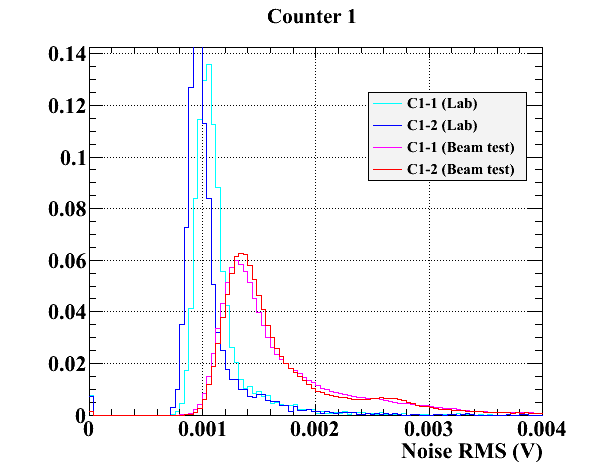 Counter 1
0.14
0.12
0.1
0.08
0.06
0.04
0.02
0
C1-1 (Lab)
C1-2 (Lab)
C1-1 (Beam test)
C1-2 (Beam test)
0 0.001 0.002 0.003 0.004
Noise RMS (V)